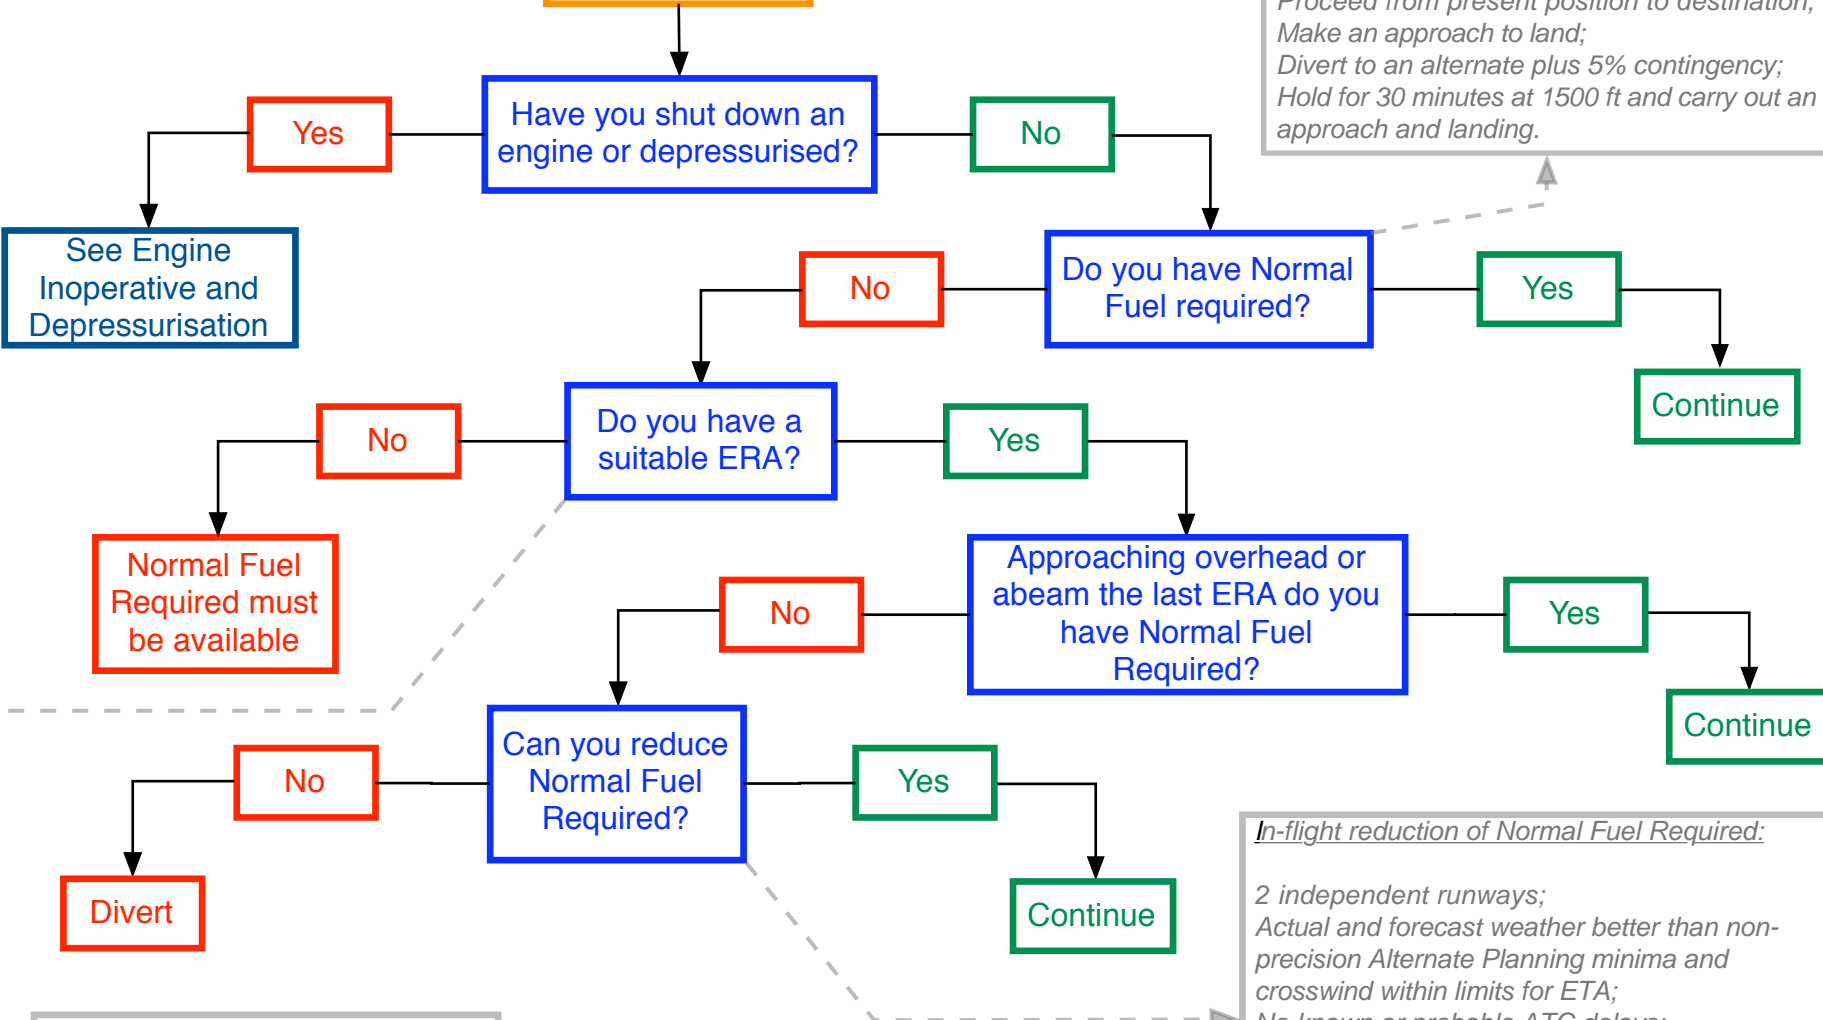 Proceed from present position to destination;
Make an approach to land;
Divert to an alternate plus 5% contingency;
Hold for 30 minutes at 1500 ft and carry out an
approach and landing.
Have you shut down an
engine or depressurised?
Yes
No
See Engine
Inoperative and
Depressurisation
Do you have Normal
Fuel required?
No
Yes
Continue
Do you have a
suitable ERA?
No
Yes
Normal Fuel
Required must
be available
Approaching overhead or
abeam the last ERA do you
have Normal Fuel
Required?
No
Yes
Continue
Can you reduce
Normal Fuel
Required?
No
Yes
Divert
Continue
In-flight reduction of Normal Fuel Required:
2 independent runways;
Actual and forecast weather better than non-
precision Alternate Planning minima and
crosswind within limits for ETA;
No known or probable ATC delays;